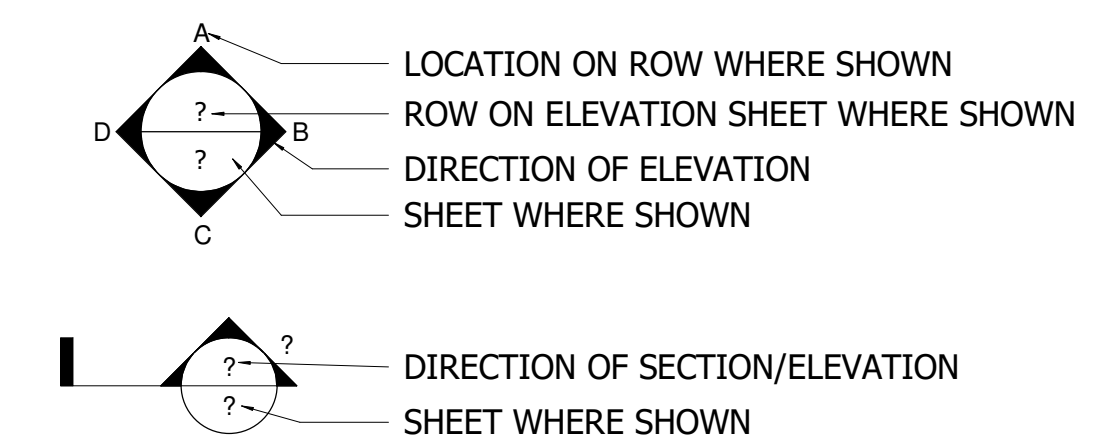 A
LOCATION ON ROW WHERE SHOWN
? ROW ON ELEVATION SHEET WHERE SHOWN
D B
? DIRECTION OF ELEVATION
SHEET WHERE SHOWN
C
?
? DIRECTION OF SECTION/ELEVATION
? SHEET WHERE SHOWN